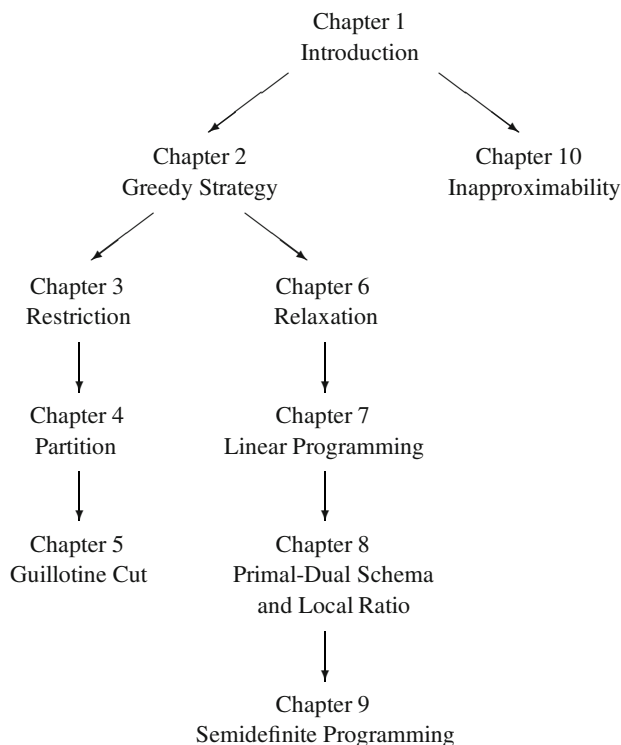 Chapter 1
Introduction
Chapter 2
Greedy Strategy
Chapter 10
Inapproximability
Chapter 3
Restriction
Chapter 6
Relaxation
Chapter 4
Partition
Chapter 7
Linear Programming
Chapter 5
Guillotine Cut
Chapter 8
Primal-Dual Schema
and Local Ratio
Chapter 9
Semidefinite Programming